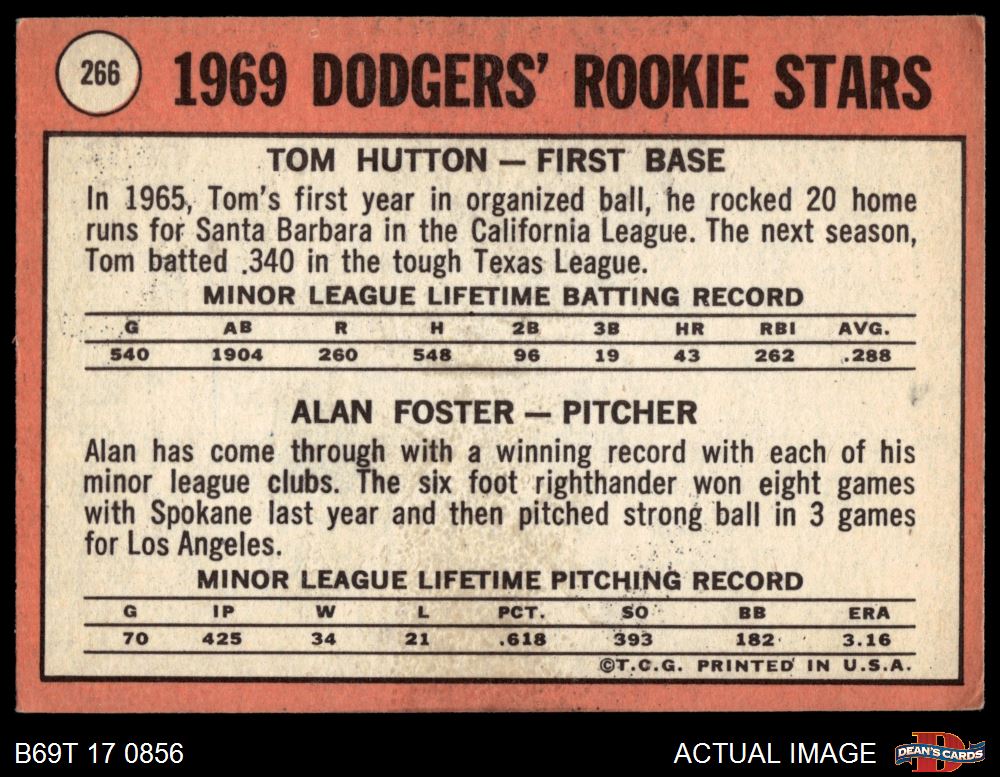 266
1969 DODGERS' ROOKIE STARS
TOM HUTTON — FIRST BASE
In 1965, Tom's first year in organized ball, he rocked 20 home
runs for Santa Barbara in the California League. The next season,
Tom batted .340 in the tough Texas League.
MINOR LEAGUE LIFETIME BATTING RECORD
G AB R H 2B 3B HR RBI AVG.
540 1904 260 548 96 19 43 262 .288
ALAN FOSTER — PITCHER
Alan has come through with a winning record with each of his
minor league clubs. The six foot righthander won eight games
with Spokane last year and then pitched strong ball in 3 games
for Los Angeles.
MINOR LEAGUE LIFETIME PITCHING RECORD
G IP W L PCT. SO BB ERA
70 425 34 21 .618 393 182 3.16
©T.C.G. PRINTED IN U.S.A.
B69T 17 0856
ACTUAL IMAGE
D
DEAN'S CARDS